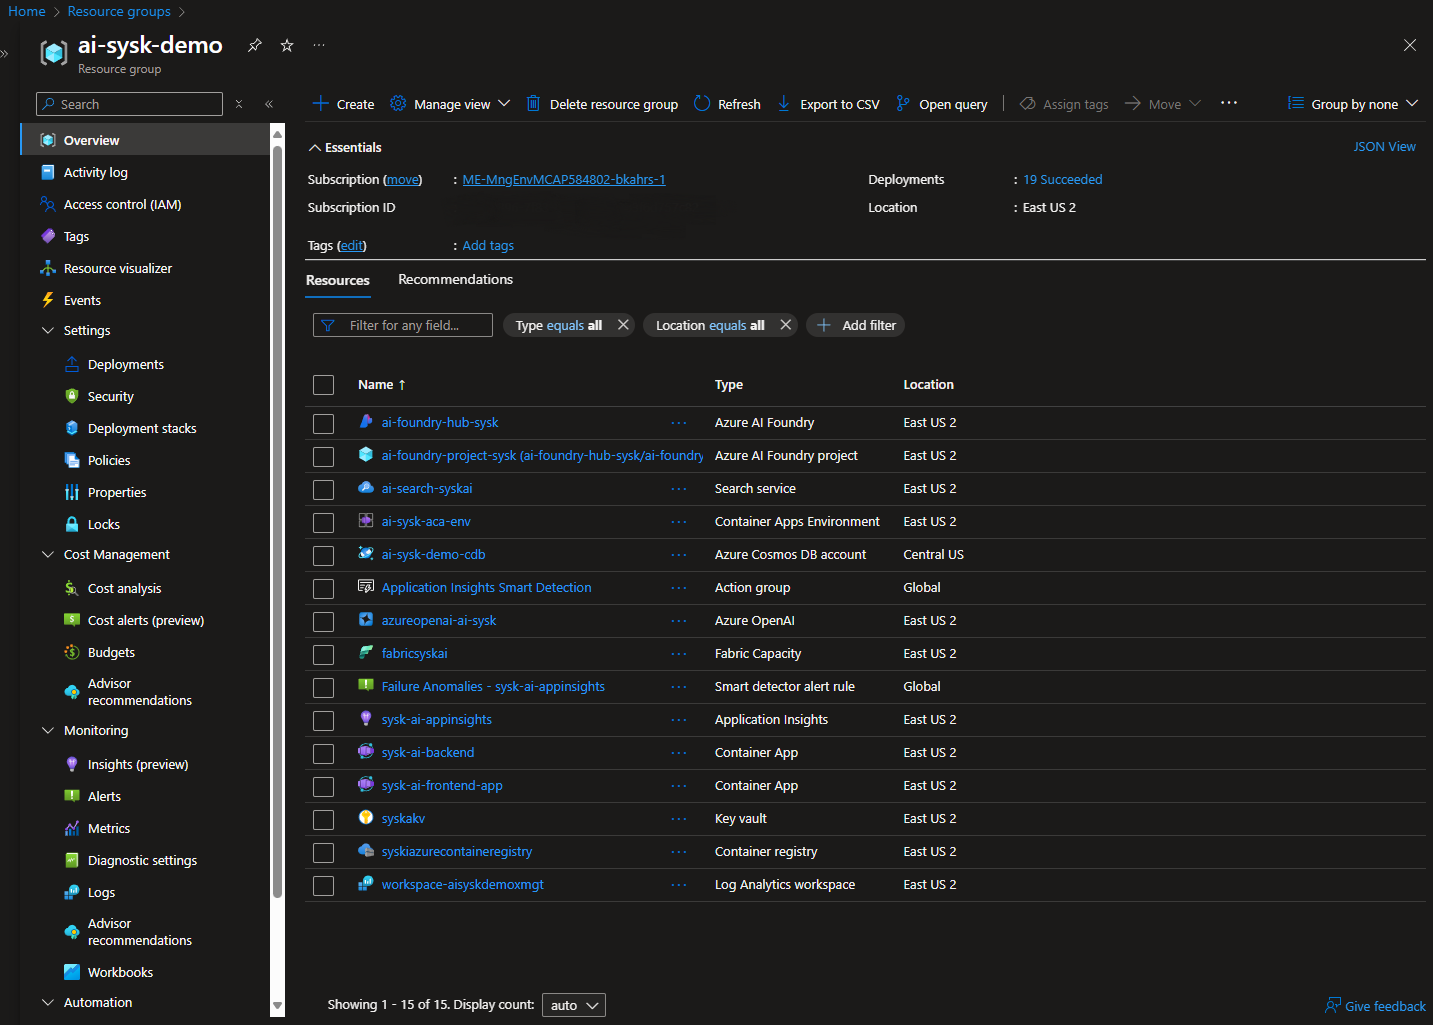 Home > Resource groups >
ai-sysk-demo
Resource group
Search
Overview
Activity log
Access control (IAM)
Tags
Resource visualizer
Events
Settings
Deployments
Security
Deployment stacks
Policies
Properties
Locks
Cost Management
Cost analysis
Cost alerts (preview)
Budgets
Advisor
recommendations
Monitoring
Insights (preview)
Alerts
Metrics
Diagnostic settings
Logs
Advisor
recommendations
Workbooks
Automation
Create Manage view Delete resource group Refresh Export to CSV Open query Assign tags Move Group by none
Essentials JSON View
Subscription (move) : ME-MngEnvMCAP584802-bkahrs-1 Deployments : 19 Succeeded
Subscription ID Location : East US 2
Tags (edit) : Add tags
Resources Recommendations
Filter for any field... Type equals all Location equals all Add filter
Name ↑ Type Location
ai-foundry-hub-sysk Azure AI Foundry East US 2
ai-foundry-project-sysk (ai-foundry-hub-sysk/ai-foundry Azure AI Foundry project East US 2
ai-search-syskai Search service East US 2
ai-sysk-aca-env Container Apps Environment East US 2
ai-sysk-demo-cdb Azure Cosmos DB account Central US
Application Insights Smart Detection Action group Global
azureopenai-ai-sysk Azure OpenAI East US 2
fabricsyskai Fabric Capacity East US 2
Failure Anomalies - sysk-ai-appinsights Smart detector alert rule Global
sysk-ai-appinsights Application Insights East US 2
sysk-ai-backend Container App East US 2
sysk-ai-frontend-app Container App East US 2
syskakv Key vault East US 2
syskiazurecontaineregistry Container registry East US 2
workspace-aisyskdemoxmgt Log Analytics workspace East US 2
Showing 1 - 15 of 15. Display count: auto
Give feedback